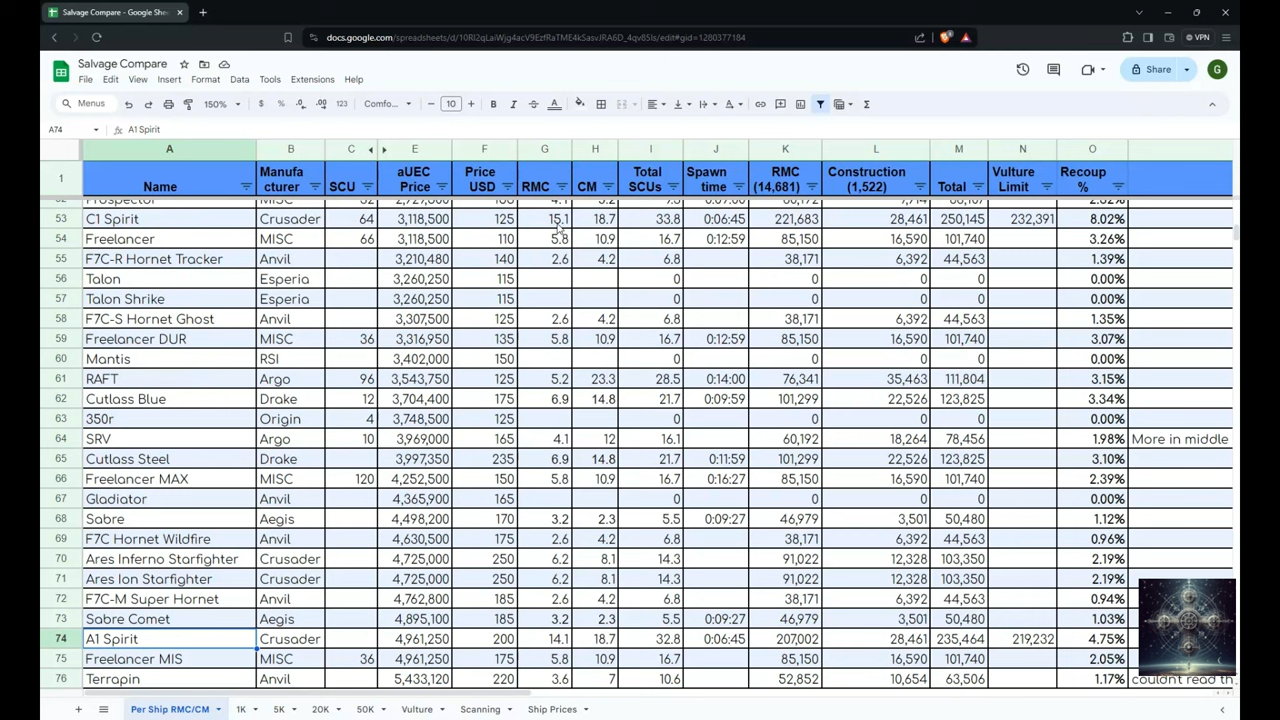 Salvage Compare - Google She
docs.google.com/spreadsheets/d/10Rl2qLaiWjg4acV9EzfRaTME4kSasvJRA6D_4qv85Is/edit#gid=1280377184
VPN
Salvage Compare
File Edit View Insert Format Data Tools Extensions Help
Share G
Menus 150% $ % .0 .00 123 Comfo... 10 B I A
A74 A1 Spirit
A B C E F G H I J K L M N O
1 Name Manufa cturer SCU aUEC Price Price USD RMC CM Total SCUs Spawn time RMC (14,681) Construction (1,522) Total Vulture Limit Recoup %
53 C1 Spirit Crusader 64 3,118,500 125 15.1 18.7 33.8 0:06:45 221,683 28,461 250,145 232,391 8.02%
54 Freelancer MISC 66 3,118,500 110 5.8 10.9 16.7 0:12:59 85,150 16,590 101,740 3.26%
55 F7C-R Hornet Tracker Anvil 3,210,480 140 2.6 4.2 6.8 38,171 6,392 44,563 1.39%
56 Talon Esperia 3,260,250 115 0 0 0 0.00%
57 Talon Shrike Esperia 3,260,250 115 0 0 0 0.00%
58 F7C-S Hornet Ghost Anvil 3,307,500 125 2.6 4.2 6.8 38,171 6,392 44,563 1.35%
59 Freelancer DUR MISC 36 3,316,950 135 5.8 10.9 16.7 0:12:59 85,150 16,590 101,740 3.07%
60 Mantis RSI 3,402,000 150 0 0 0 0.00%
61 RAFT Argo 96 3,543,750 125 5.2 23.3 28.5 0:14:00 76,341 35,463 111,804 3.15%
62 Cutlass Blue Drake 12 3,704,400 175 6.9 14.8 21.7 0:09:59 101,299 22,526 123,825 3.34%
63 350r Origin 4 3,748,500 125 0 0 0 0.00%
64 SRV Argo 10 3,969,000 165 4.1 12 16.1 60,192 18,264 78,456 1.98% More in middle
65 Cutlass Steel Drake 3,997,350 235 6.9 14.8 21.7 0:11:59 101,299 22,526 123,825 3.10%
66 Freelancer MAX MISC 120 4,252,500 150 5.8 10.9 16.7 0:16:27 85,150 16,590 101,740 2.39%
67 Gladiator Anvil 4,365,900 165 0 0 0 0.00%
68 Sabre Aegis 4,498,200 170 3.2 2.3 5.5 0:09:27 46,979 3,501 50,480 1.12%
69 F7C Hornet Wildfire Anvil 4,630,500 175 2.6 4.2 6.8 38,171 6,392 44,563 0.96%
70 Ares Inferno Starfighter Crusader 4,725,000 250 6.2 8.1 14.3 91,022 12,328 103,350 2.19%
71 Ares Ion Starfighter Crusader 4,725,000 250 6.2 8.1 14.3 91,022 12,328 103,350 2.19%
72 F7C-M Super Hornet Anvil 4,762,800 185 2.6 4.2 6.8 38,171 6,392 44,563 0.94%
73 Sabre Comet Aegis 4,895,100 185 3.2 2.3 5.5 0:09:27 46,979 3,501 50,480 1.03%
74 A1 Spirit Crusader 4,961,250 200 14.1 18.7 32.8 0:06:45 207,002 28,461 235,464 219,232 4.75%
75 Freelancer MIS MISC 36 4,961,250 175 5.8 10.9 16.7 85,150 16,590 101,740 2.05%
76 Terrapin Anvil 5,433,120 220 3.6 7 10.6 52,852 10,654 63,506 1.17% couldnt read th
Per Ship RMC/CM 1K 5K 20K 50K Vulture Scanning Ship Prices